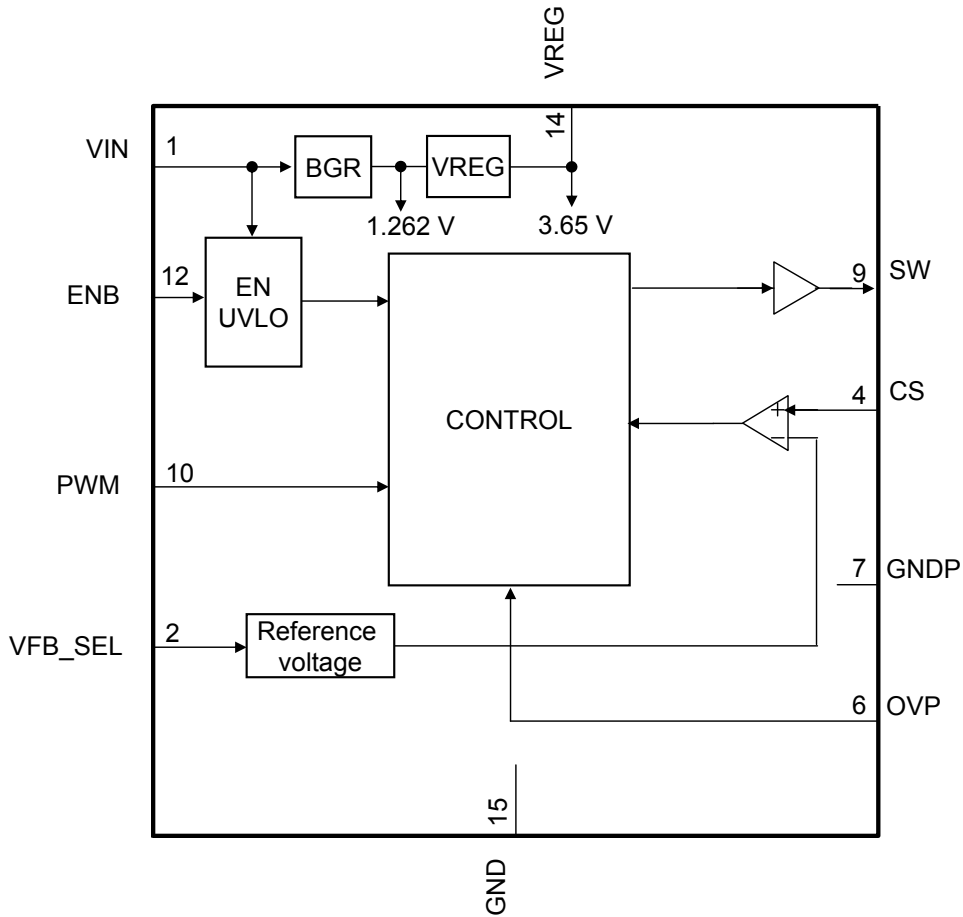 VREG
14
VIN
1
BGR
VREG
1.262 V
3.65 V
ENB
12
EN
UVLO
9
SW
4
CS
+
−
CONTROL
PWM
10
7
GNDP
VFB_SEL
2
Reference
voltage
6
OVP
15
GND